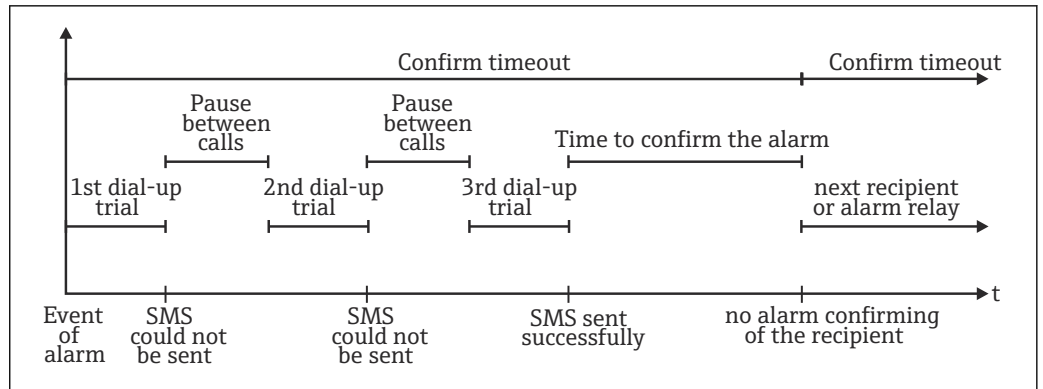 Confirm timeout
Confirm timeout
Pause
between
calls
Pause
between
calls
Time to confirm the alarm
1st dial-up
trial
2nd dial-up
trial
3rd dial-up
trial
next recipient
or alarm relay
t
Event
of
alarm
SMS
could not
be sent
SMS
could not
be sent
SMS sent
successfully
no alarm confirming
of the recipient